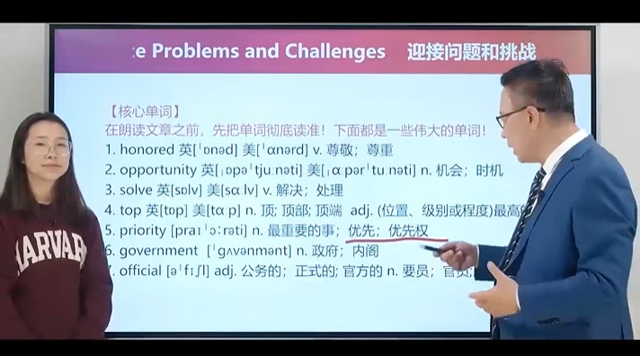 e Problems and Challenges 迎接问题和挑战
【核心单词】
在朗读文章之前，先把单词彻底读准！下面都是一些伟大的单词！
1. honored 英[ˈɒnəd] 美[ˈɑnərd] v. 尊敬；尊重
2. opportunity 英[ˌɒpəˈtjuːnəti] 美[ˌɑːpərˈtuːnəti] n. 机会；时机
3. solve 英[sɒlv] 美[sɑːlv] v. 解决；处理
4. top 英[tɒp] 美[tɑːp] n. 顶; 顶部; 顶端 adj. (位置、级别或程度)最高的
5. priority [praɪˈɔːrəti] n. 最重要的事；优先；优先权
6. government [ˈɡʌvənmənt] n. 政府；内阁
7. official [əˈfɪʃl] adj. 公务的；正式的; 官方的 n. 要员；官员;
HARVARD